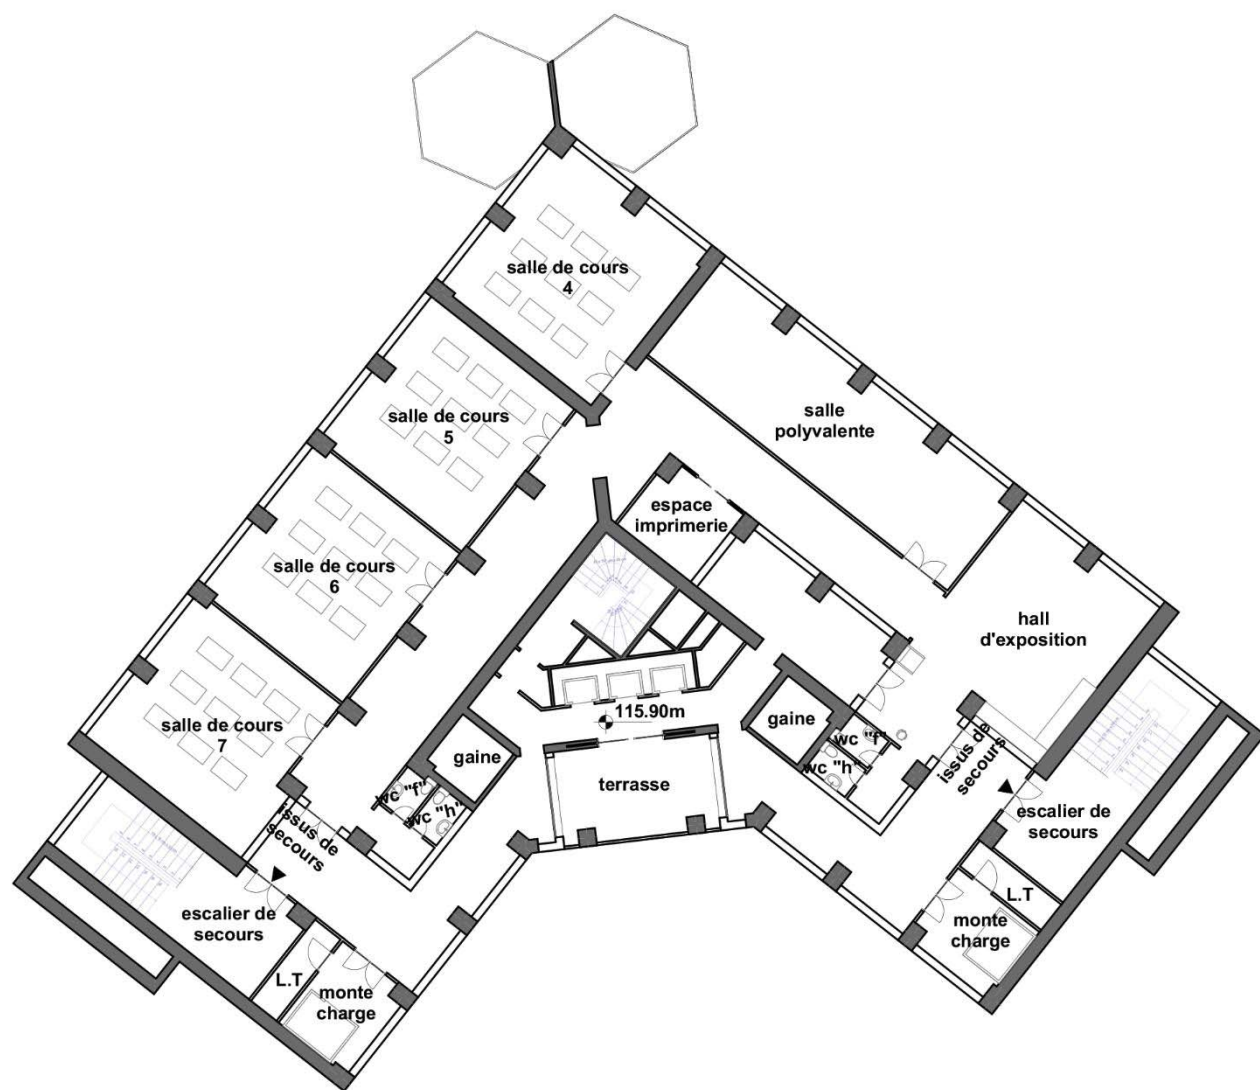 salle de cours
4
salle de cours
5
salle
polyvalente
espace
imprimerie
salle de cours
6
hall
d'exposition
salle de cours
7
115.90m
gaine
wc "f"
wc "h"
gaine
terrasse
wc "f"
wc "h"
issus de
secours
issus de
secours
escalier de
secours
escalier de
secours
L.T
monte
charge
L.T
monte
charge